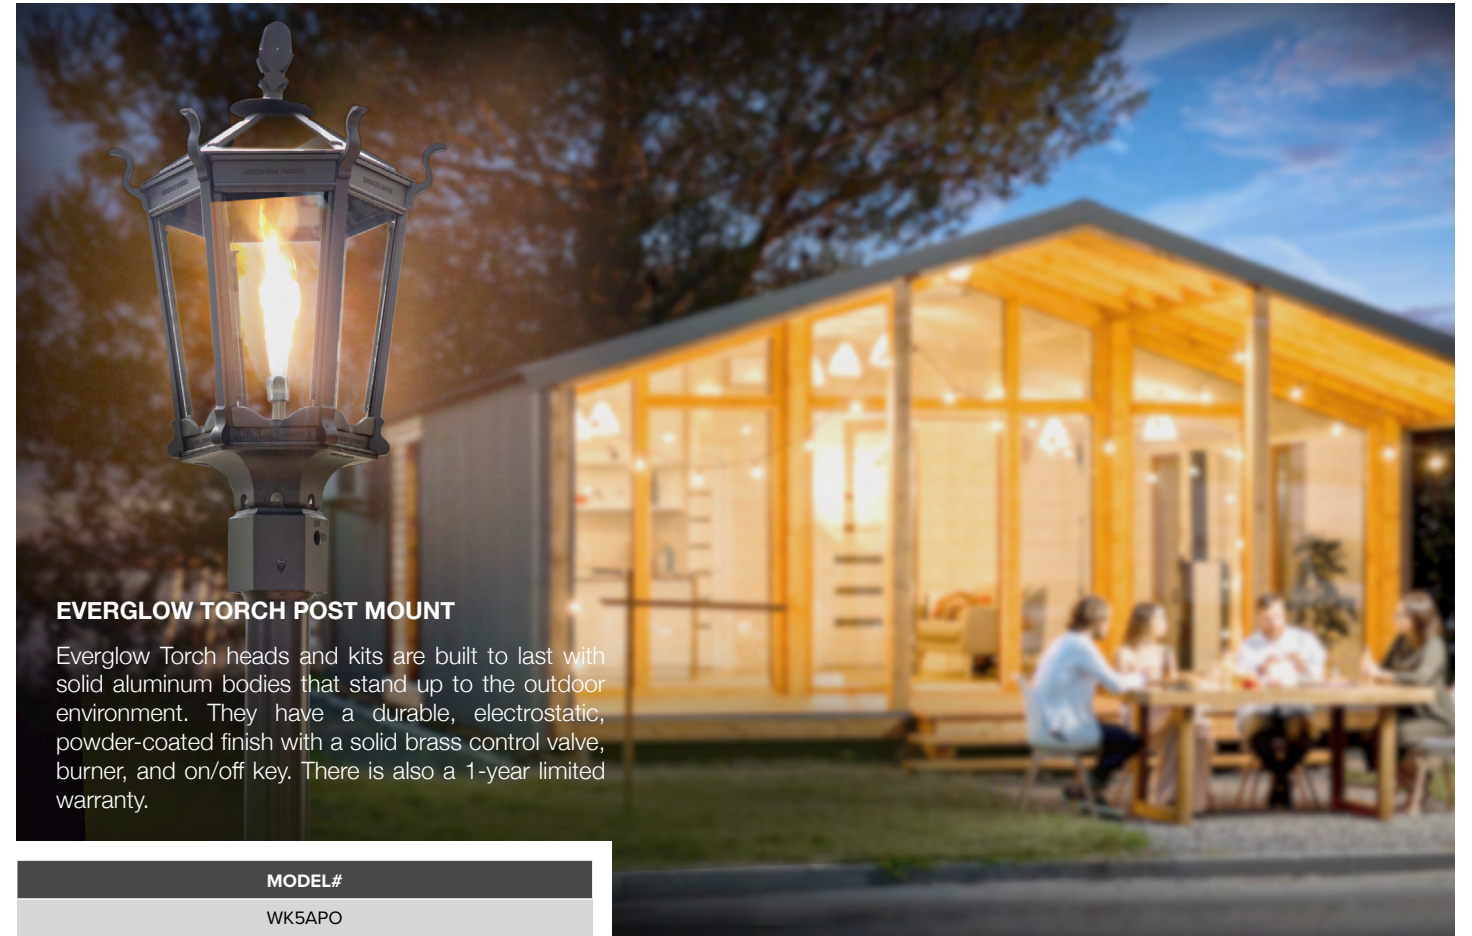 EVERGLOW TORCH POST MOUNT
Everglow Torch heads and kits are built to last with
solid aluminum bodies that stand up to the outdoor
environment. They have a durable, electrostatic,
powder-coated finish with a solid brass control valve,
burner, and on/off key. There is also a 1-year limited
warranty.
MODEL#
WK5APO